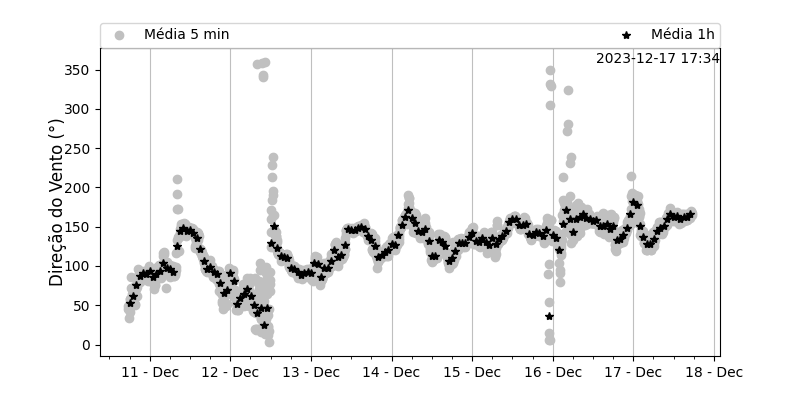 Média 5 min
Média 1h
2023-12-17 17:34
Direção do Vento (°)
350
300
250
200
150
100
50
0
11 - Dec
12 - Dec
13 - Dec
14 - Dec
15 - Dec
16 - Dec
17 - Dec
18 - Dec